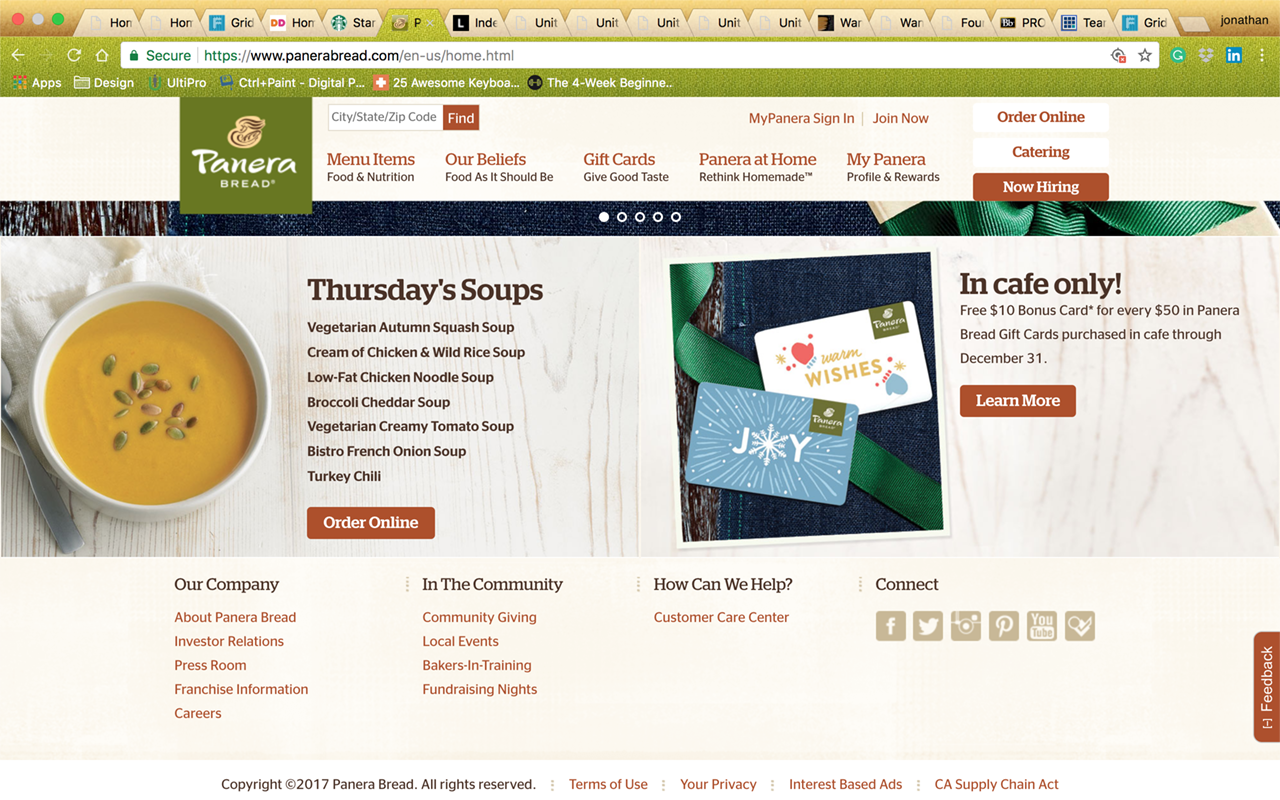 Hon
Hon
Grid
DD Hon
Star
P
L Inde
Unit
Unit
Unit
Unit
Unit
War
War
Four
Bb PRO
Tear
Grid
jonathan
Secure https://www.panerabread.com/en-us/home.html
Apps
Design
UltiPro
Ctrl+Paint - Digital P...
25 Awesome Keyboa...
The 4-Week Beginne..
Panera
BREAD®
City/State/Zip Code Find
MyPanera Sign In Join Now
Order Online
Catering
Now Hiring
Menu Items
Food & Nutrition
Our Beliefs
Food As It Should Be
Gift Cards
Give Good Taste
Panera at Home
Rethink Homemade™
My Panera
Profile & Rewards
Thursday's Soups
Vegetarian Autumn Squash Soup
Cream of Chicken & Wild Rice Soup
Low-Fat Chicken Noodle Soup
Broccoli Cheddar Soup
Vegetarian Creamy Tomato Soup
Bistro French Onion Soup
Turkey Chili
Order Online
Panera
BREAD
warm
WISHES
Panera
BREAD
JOY
In cafe only!
Free $10 Bonus Card* for every $50 in Panera
Bread Gift Cards purchased in cafe through
December 31.
Learn More
Our Company
About Panera Bread
Investor Relations
Press Room
Franchise Information
Careers
In The Community
Community Giving
Local Events
Bakers-In-Training
Fundraising Nights
How Can We Help?
Customer Care Center
Connect
You
Tube
[-] Feedback
Copyright ©2017 Panera Bread. All rights reserved. Terms of Use Your Privacy Interest Based Ads CA Supply Chain Act